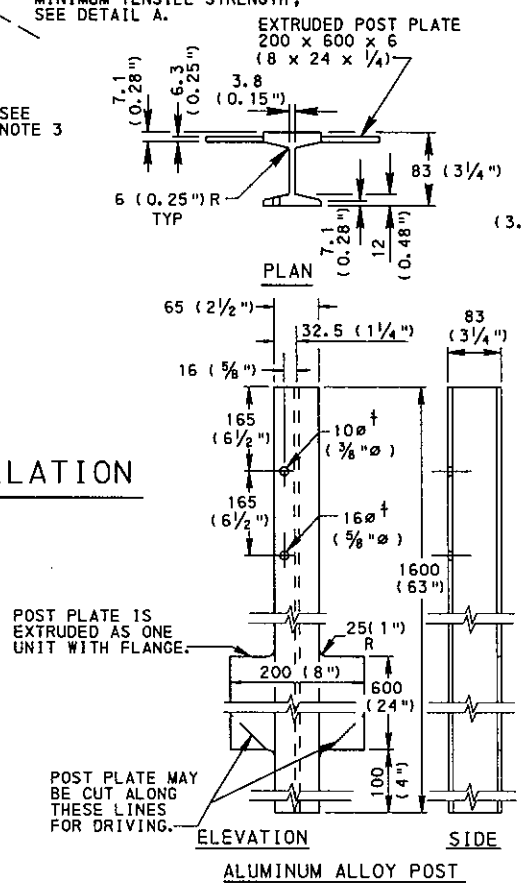 MINIMUM TENSILE STRENGTH,
SEE DETAIL A.
EXTRUDED POST PLATE
200 x 600 x 6
(8 x 24 x 1/4)
7.1
(0.28")
6.3
(0.25")
3.8
(0.15")
SEE
NOTE 3
83 (3 1/4")
6 (0.25") R
TYP
7.1
(0.28")
12
(0.48")
(3.
PLAN
65 (2 1/2")
32.5 (1 1/4")
16 (5/8")
83
(3 1/4")
165
(6 1/2")
10ø ‡
(3/8"ø)
LATION
165
(6 1/2")
16ø ‡
(5/8"ø)
1600
(63")
POST PLATE IS
EXTRUDED AS ONE
UNIT WITH FLANGE.
25(1")
R
200 (8")
600
(24")
100
(4")
POST PLATE MAY
BE CUT ALONG
THESE LINES
FOR DRIVING.
ELEVATION
SIDE
ALUMINUM ALLOY POST